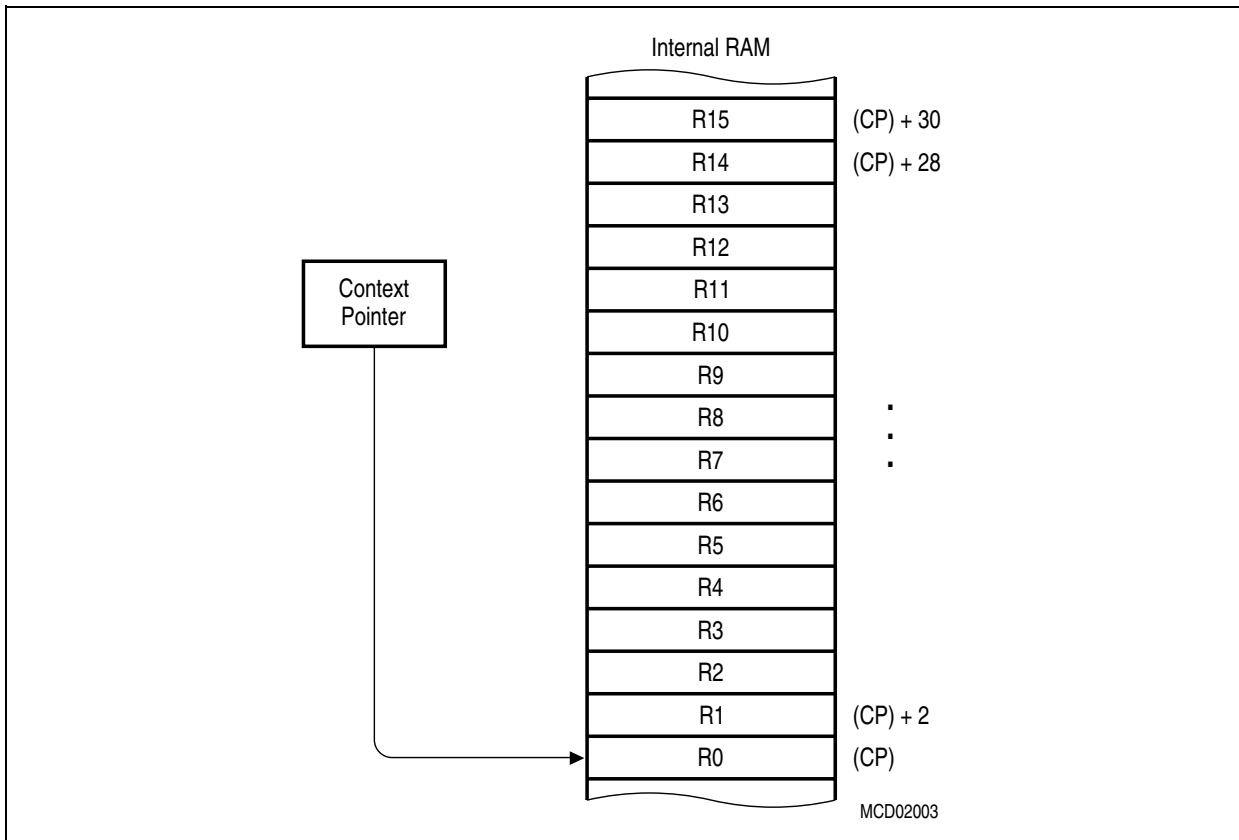 Internal RAM
R15 (CP) + 30
R14 (CP) + 28
R13
R12
Context
Pointer
R11
R10
R9
R8
R7
R6
R5
R4
R3
R2
R1 (CP) + 2
R0 (CP)
MCD02003